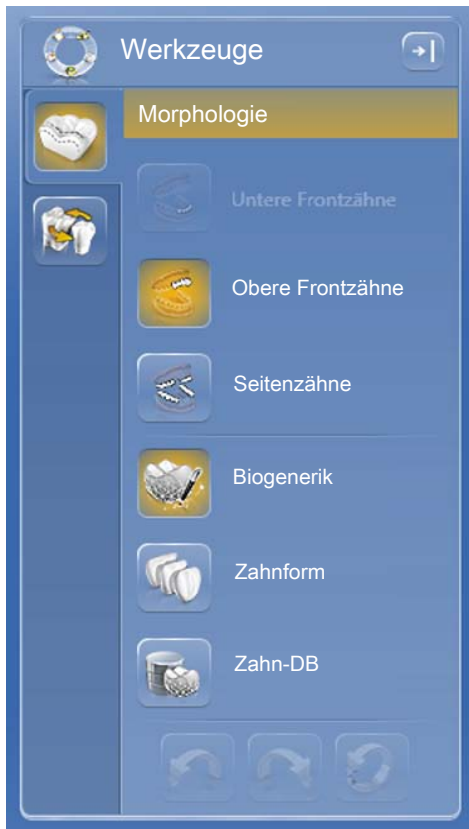 Werkzeuge
Morphologie
Untere Frontzähne
Obere Frontzähne
Seitenzähne
Biogenerik
Zahnform
Zahn-DB